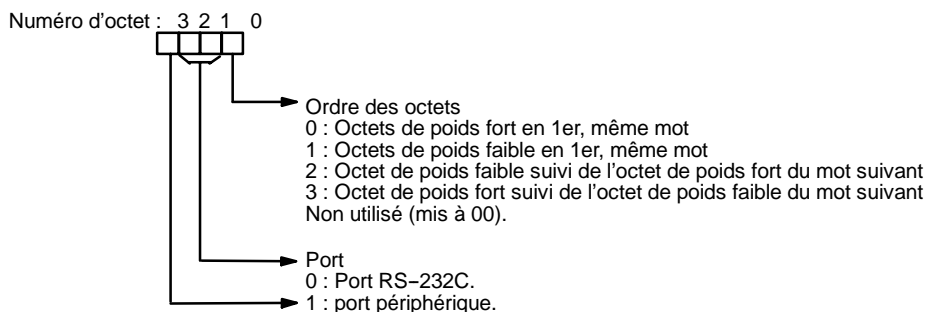 Numéro d'octet : 3 2 1 0
Ordre des octets
0 : Octets de poids fort en 1er, même mot
1 : Octets de poids faible en 1er, même mot
2 : Octet de poids faible suivi de l'octet de poids fort du mot suivant
3 : Octet de poids fort suivi de l'octet de poids faible du mot suivant
Non utilisé (mis à 00).
Port
0 : Port RS−232C.
1 : port périphérique.